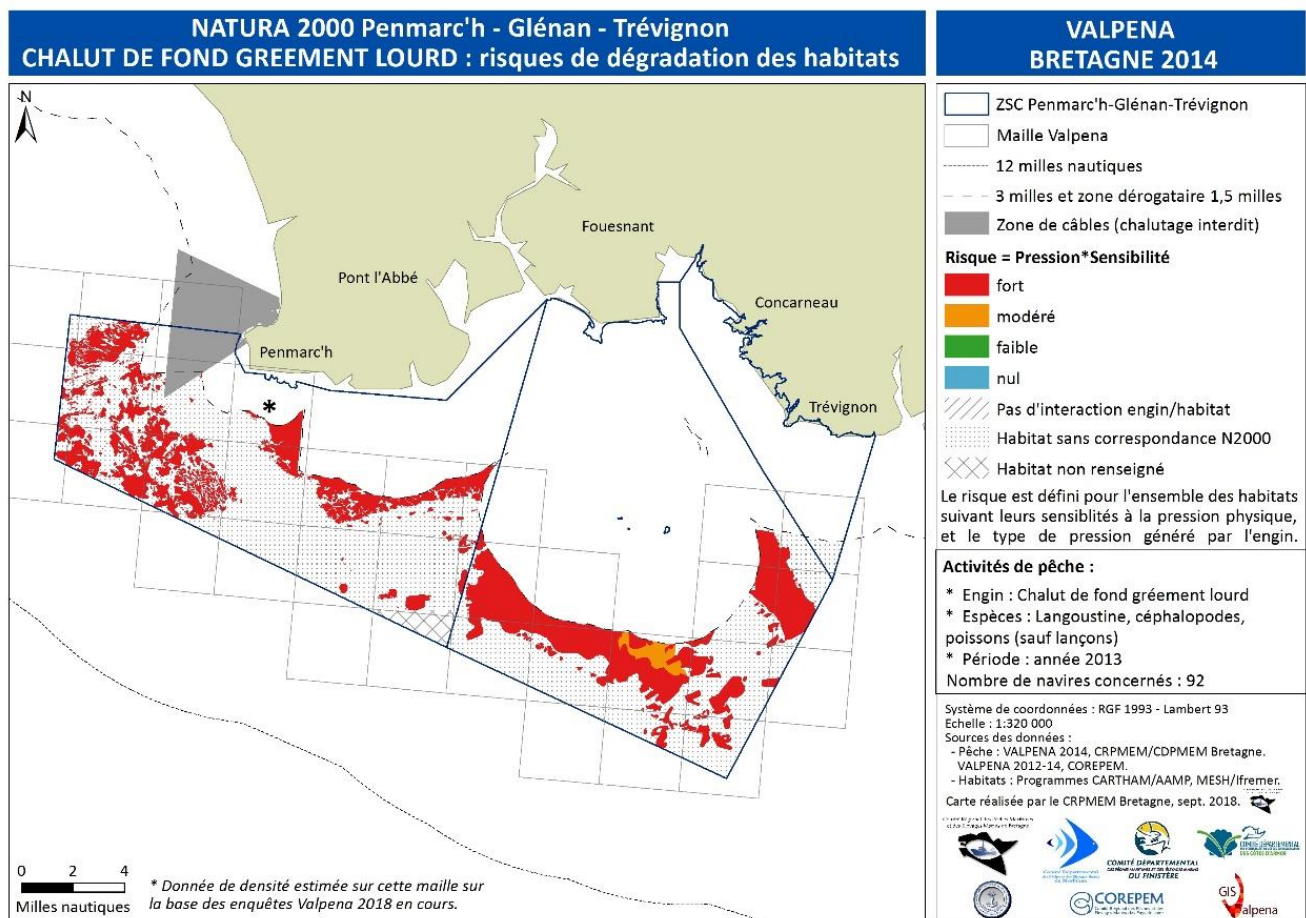 NATURA 2000 Penmarc'h - Glénan - Trévignon
CHALUT DE FOND GREEMENT LOURD : risques de dégradation des habitats
VALPENA
BRETAGNE 2014
N
Fouesnant
Pont l'Abbé
Concarneau
Penmarc'h
Trévignon
*
0 2 4
Milles nautiques
* Donnée de densité estimée sur cette maille sur
la base des enquêtes Valpena 2018 en cours.
ZSC Penmarc'h-Glénan-Trévignon
Maille Valpena
12 milles nautiques
3 milles et zone dérogataire 1,5 milles
Zone de câbles (chalutage interdit)
Risque = Pression*Sensibilité
fort
modéré
faible
nul
Pas d'interaction engin/habitat
Habitat sans correspondance N2000
Habitat non renseigné
Le risque est défini pour l'ensemble des habitats
suivant leurs sensiblités à la pression physique,
et le type de pression généré par l'engin.
Activités de pêche :
* Engin : Chalut de fond gréement lourd
* Espèces : Langoustine, céphalopodes,
poissons (sauf lançons)
* Période : année 2013
Nombre de navires concernés : 92
Système de coordonnées : RGF 1993 - Lambert 93
Echelle : 1:320 000
Sources des données :
- Pêche : VALPENA 2014, CRPMEM/CDPMEM Bretagne.
VALPENA 2012-14, COREPEM.
- Habitats : Programmes CARTHAM/AAMP, MESH/Ifremer.
Carte réalisée par le CRPMEM Bretagne, sept. 2018.
COMITÉ DÉPARTEMENTAL
DU FINISTÈRE
COMITÉ DÉPARTEMENTAL
DES CÔTES D'ARMOR
COREPEM
GIS
Valpena